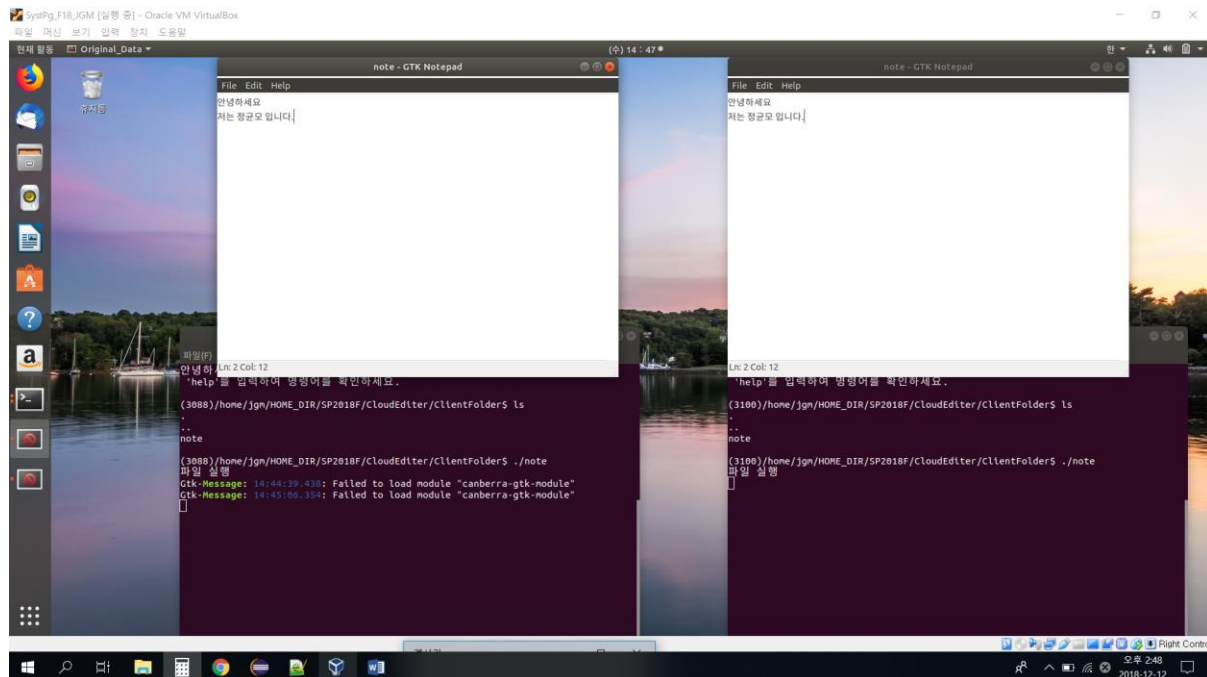 SystPg_F18_JGM [실행 중] - Oracle VM VirtualBox
파일 머신 보기 입력 장치 도움말
현재 활동 Original_Data (수) 14 : 47 한
휴지통
note - GTK Notepad
File Edit Help
안녕하세요
저는 정균모 입니다.
Ln: 2 Col: 12
note - GTK Notepad
File Edit Help
안녕하세요
저는 정균모 입니다.
Ln: 2 Col: 12
파일(F)
안녕하
'help'를 입력하여 명령어를 확인하세요.
(3088)/home/jgm/HOME_DIR/SP2018F/CloudEditer/ClientFolder$ ls
.
..
note
(3088)/home/jgm/HOME_DIR/SP2018F/CloudEditer/ClientFolder$ ./note
파일 실행
Gtk-Message: 14:44:39.438: Failed to load module "canberra-gtk-module"
Gtk-Message: 14:45:06.354: Failed to load module "canberra-gtk-module"
'help'를 입력하여 명령어를 확인하세요.
(3100)/home/jgm/HOME_DIR/SP2018F/CloudEditer/ClientFolder$ ls
.
..
note
(3100)/home/jgm/HOME_DIR/SP2018F/CloudEditer/ClientFolder$ ./note
파일 실행
Right Contr
오후 2:48
2018-12-12